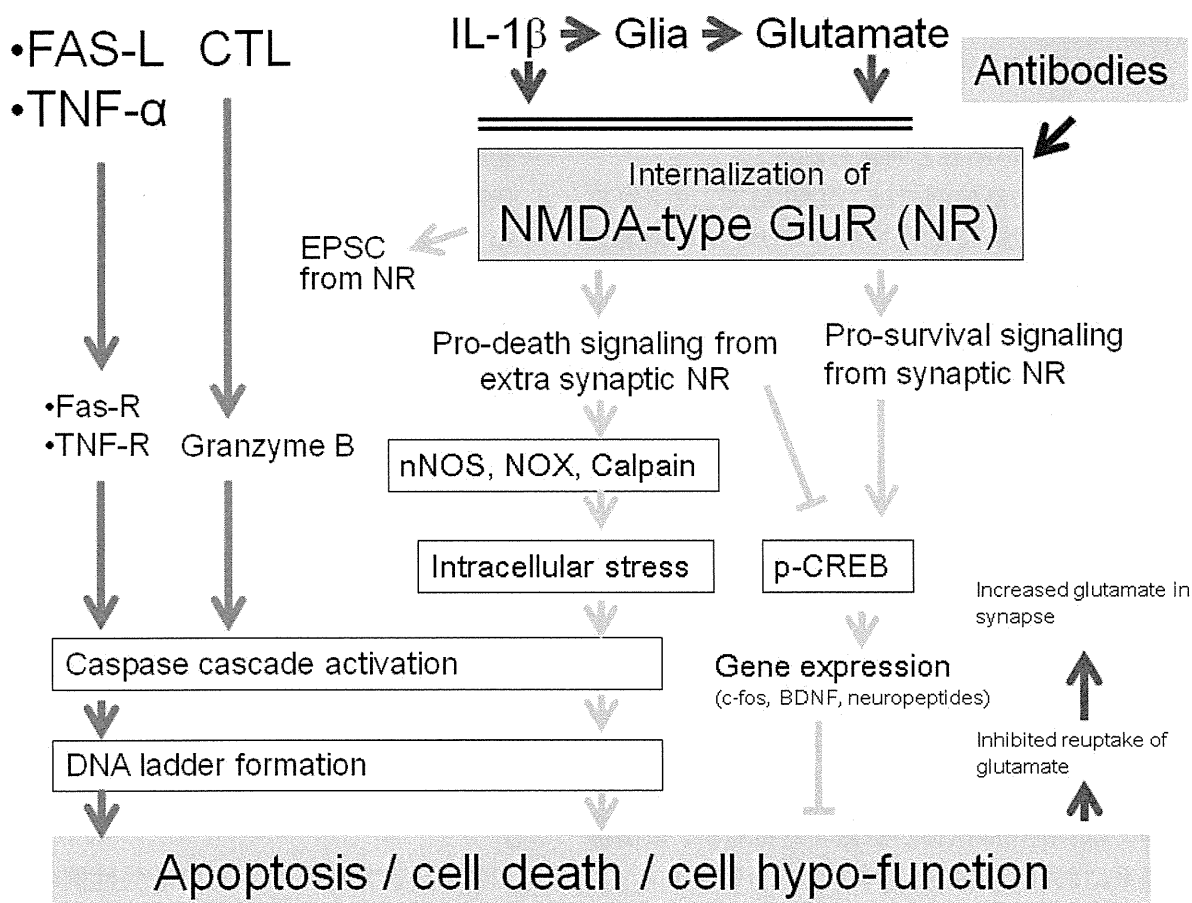 •FAS-L CTL
•TNF-α
IL-1β Glia Glutamate
Antibodies
Internalization of
NMDA-type GluR (NR)
EPSC
from NR
Pro-death signaling from
extra synaptic NR
Pro-survival signaling
from synaptic NR
•Fas-R
•TNF-R Granzyme B
nNOS, NOX, Calpain
Intracellular stress
p-CREB
Increased glutamate in
synapse
Caspase cascade activation
Gene expression
(c-fos, BDNF, neuropeptides)
DNA ladder formation
Inhibited reuptake of
glutamate
Apoptosis / cell death / cell hypo-function